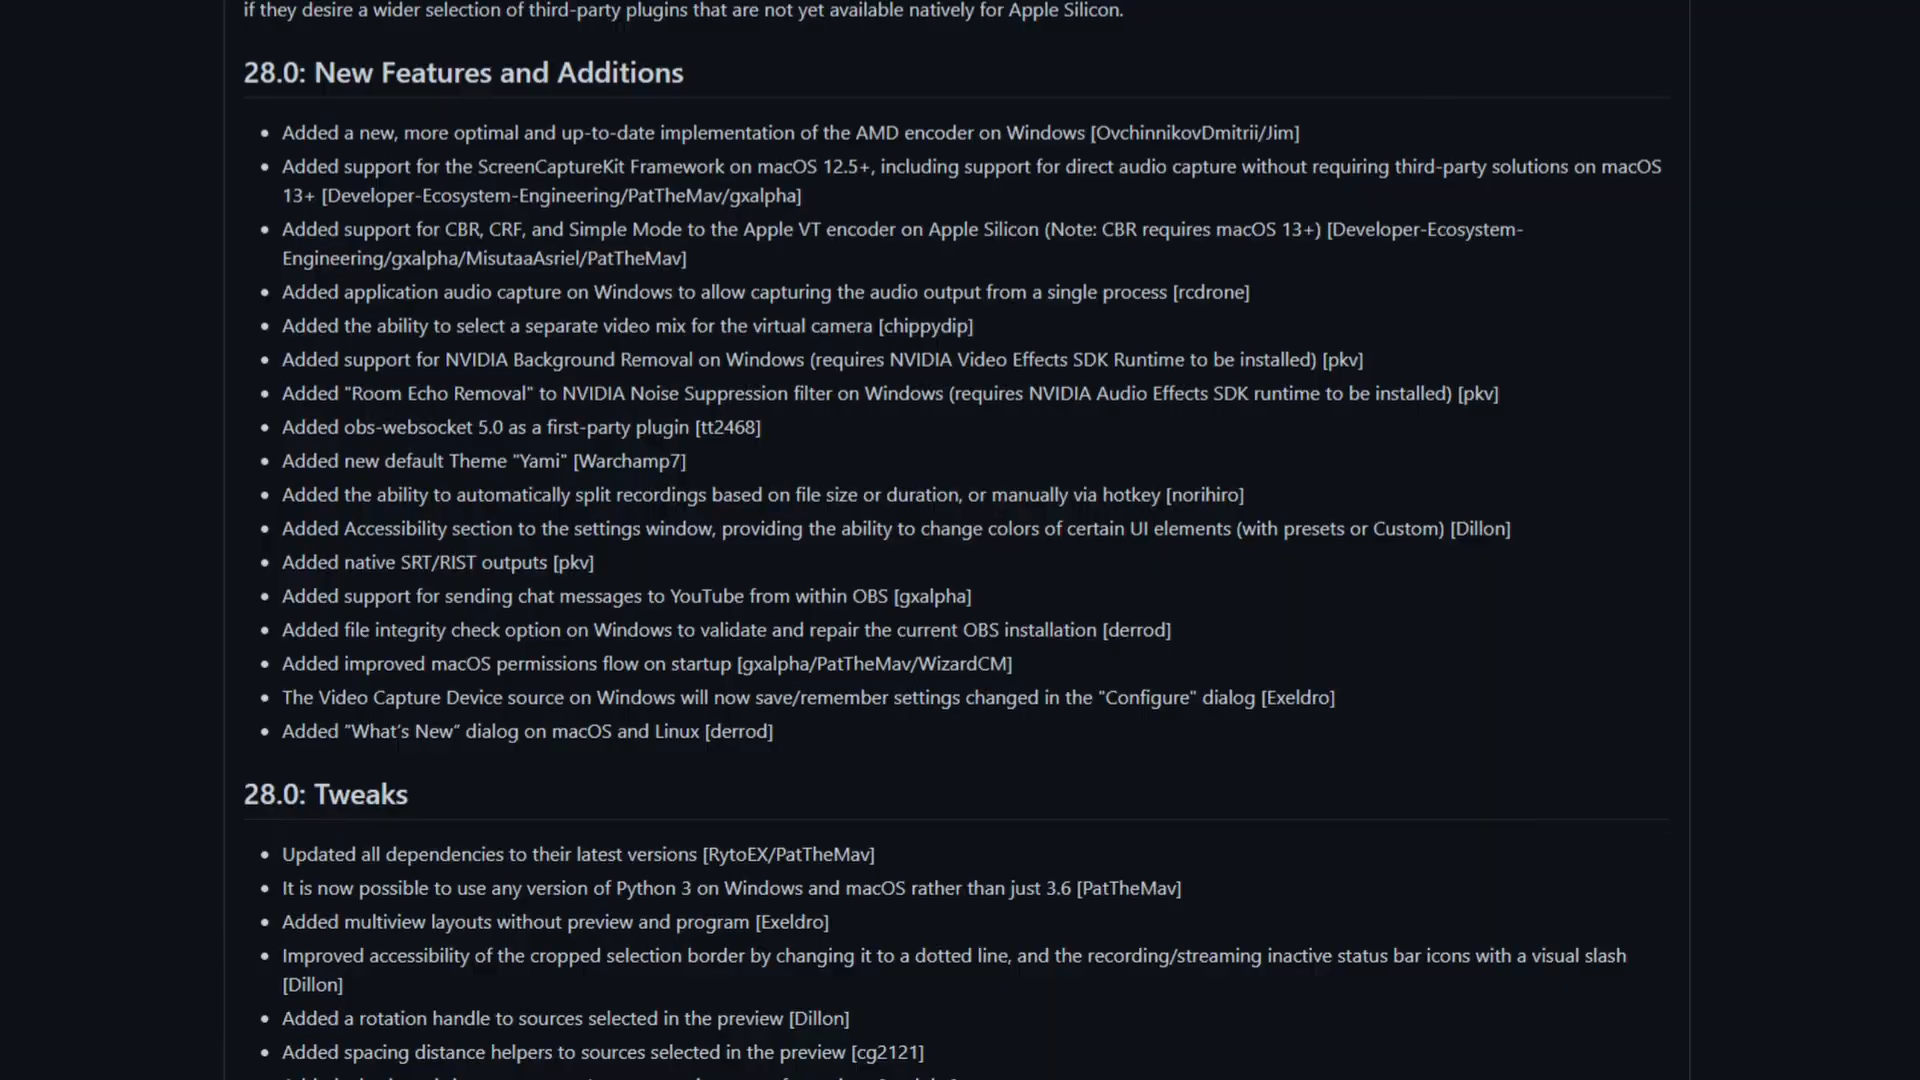 if they desire a wider selection of third-party plugins that are not yet available natively for Apple Silicon.
28.0: New Features and Additions
Added a new, more optimal and up-to-date implementation of the AMD encoder on Windows [OvchinnikovDmitrii/Jim]
Added support for the ScreenCaptureKit Framework on macOS 12.5+, including support for direct audio capture without requiring third-party solutions on macOS
13+ [Developer-Ecosystem-Engineering/PatTheMav/gxalpha]
Added support for CBR, CRF, and Simple Mode to the Apple VT encoder on Apple Silicon (Note: CBR requires macOS 13+) [Developer-Ecosystem-
Engineering/gxalpha/MisutaaAsriel/PatTheMav]
Added application audio capture on Windows to allow capturing the audio output from a single process [rcdrone]
Added the ability to select a separate video mix for the virtual camera [chippydip]
Added support for NVIDIA Background Removal on Windows (requires NVIDIA Video Effects SDK Runtime to be installed) [pkv]
Added "Room Echo Removal" to NVIDIA Noise Suppression filter on Windows (requires NVIDIA Audio Effects SDK runtime to be installed) [pkv]
Added obs-websocket 5.0 as a first-party plugin [tt2468]
Added new default Theme "Yami" [Warchamp7]
Added the ability to automatically split recordings based on file size or duration, or manually via hotkey [norihiro]
Added Accessibility section to the settings window, providing the ability to change colors of certain UI elements (with presets or Custom) [Dillon]
Added native SRT/RIST outputs [pkv]
Added support for sending chat messages to YouTube from within OBS [gxalpha]
Added file integrity check option on Windows to validate and repair the current OBS installation [derrod]
Added improved macOS permissions flow on startup [gxalpha/PatTheMav/WizardCM]
The Video Capture Device source on Windows will now save/remember settings changed in the "Configure" dialog [Exeldro]
Added “What’s New” dialog on macOS and Linux [derrod]
28.0: Tweaks
Updated all dependencies to their latest versions [RytoEX/PatTheMav]
It is now possible to use any version of Python 3 on Windows and macOS rather than just 3.6 [PatTheMav]
Added multiview layouts without preview and program [Exeldro]
Improved accessibility of the cropped selection border by changing it to a dotted line, and the recording/streaming inactive status bar icons with a visual slash
[Dillon]
Added a rotation handle to sources selected in the preview [Dillon]
Added spacing distance helpers to sources selected in the preview [cg2121]